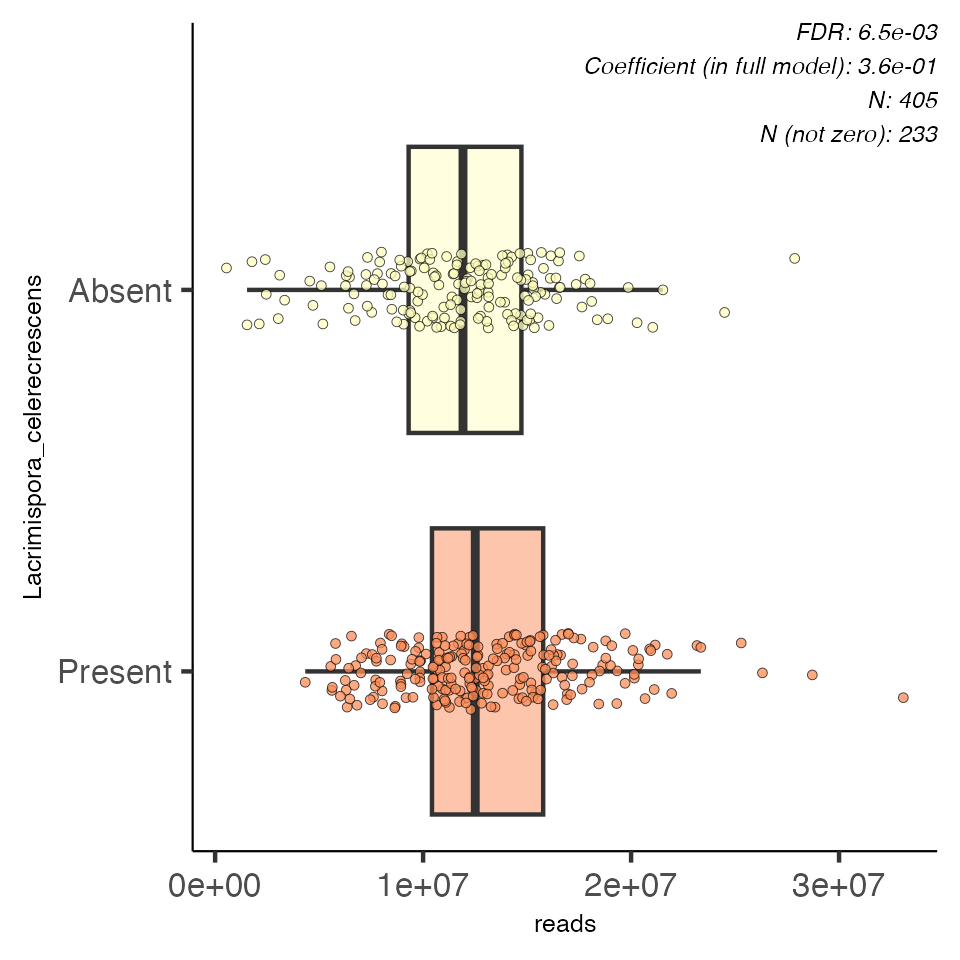 FDR: 6.5e-03
Coefficient (in full model): 3.6e-01
N: 405
N (not zero): 233
Lacrimispora_celerecrescens
Absent
Present
0e+00 1e+07 2e+07 3e+07
reads